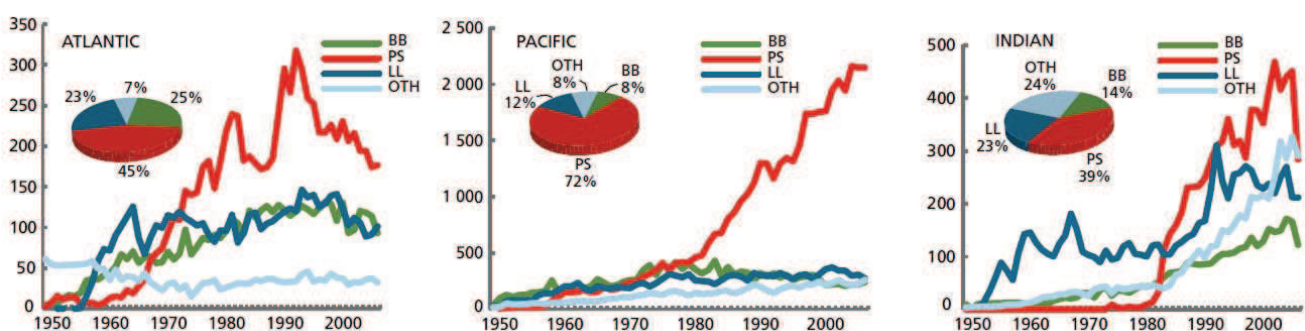 ATLANTIC
BB
PS
LL
OTH
350
300
250
200
150
100
50
0
7%
23%
25%
45%
1950 1960 1970 1980 1990 2000
PACIFIC
BB
PS
LL
OTH
2 500
2 000
1 500
1 000
500
0
OTH
8%
BB
8%
LL
12%
PS
72%
1950 1960 1970 1980 1990 2000
INDIAN
BB
PS
LL
OTH
500
400
300
200
100
0
OTH
24%
BB
14%
LL
23%
PS
39%
1950 1960 1970 1980 1990 2000